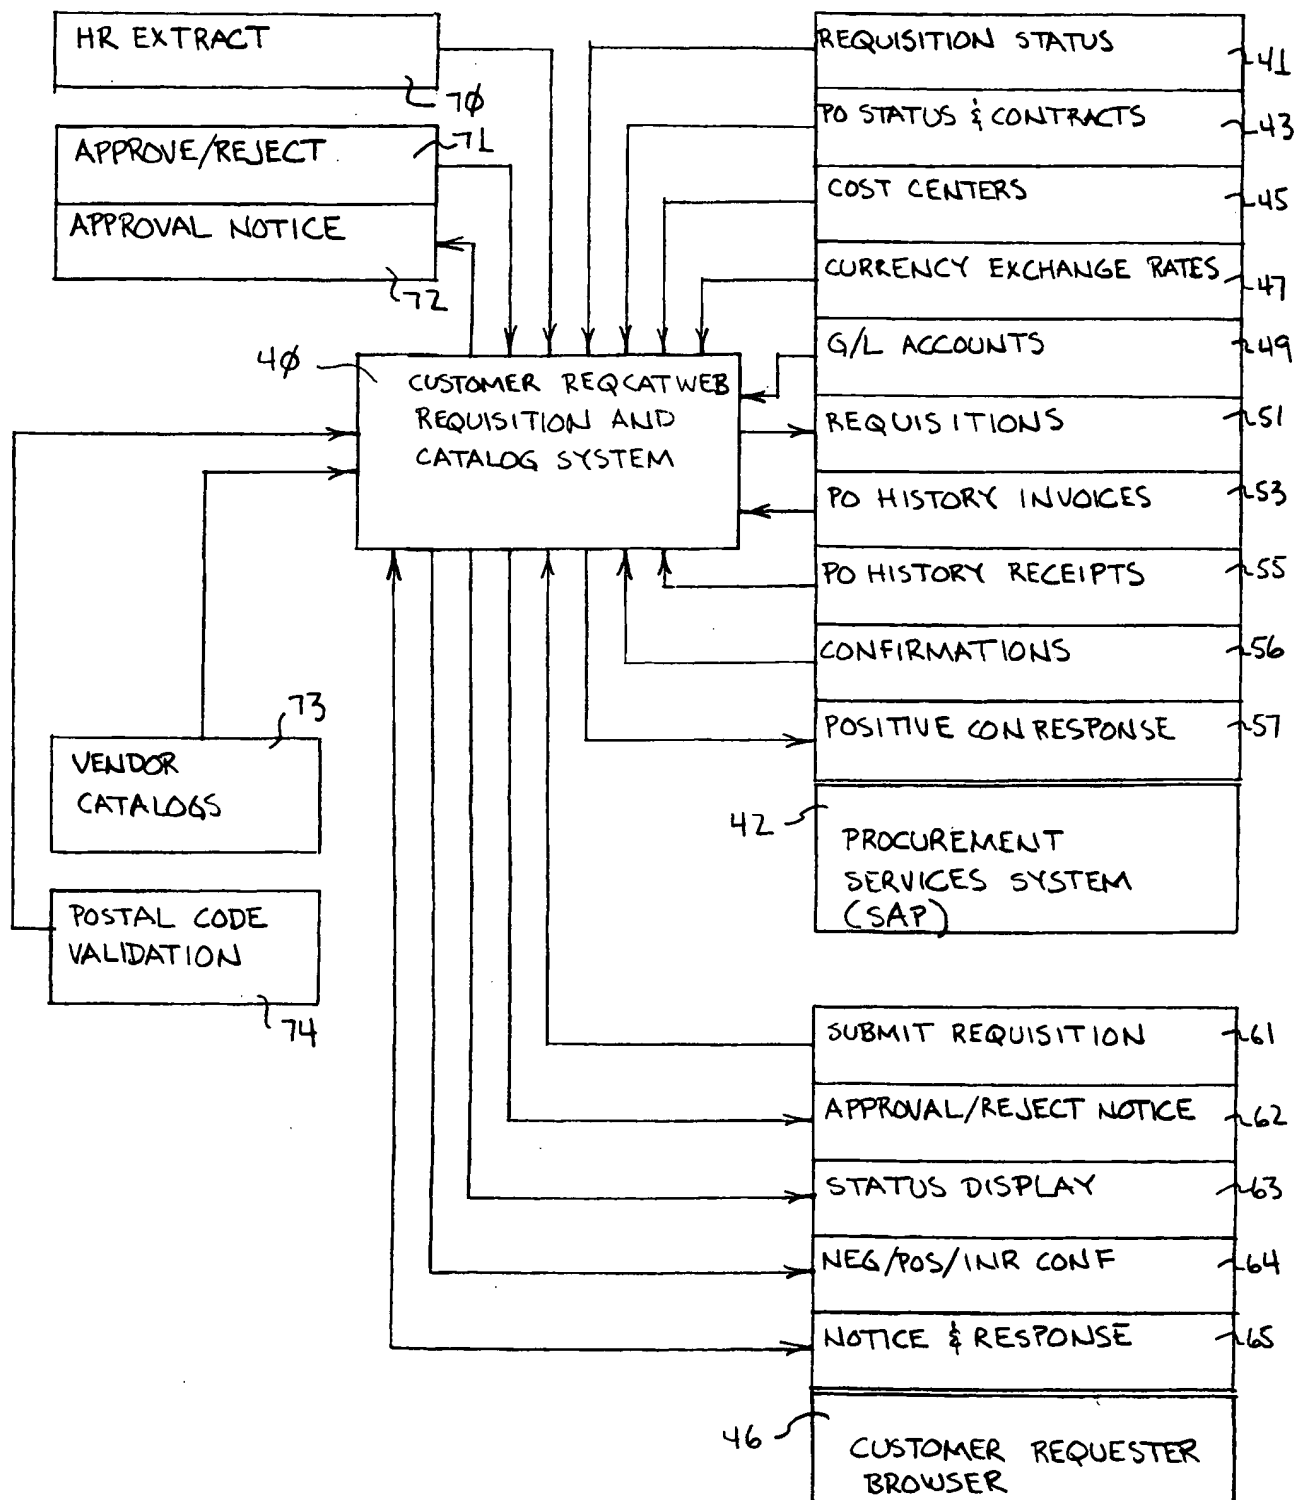 HR EXTRACT
70
APPROVE/REJECT
71
APPROVAL NOTICE
72
40
CUSTOMER REQCATWEB
REQUISITION AND
CATALOG SYSTEM
73
VENDOR
CATALOGS
POSTAL CODE
VALIDATION
74
REQUISITION STATUS
41
PO STATUS & CONTRACTS
43
COST CENTERS
45
CURRENCY EXCHANGE RATES
47
G/L ACCOUNTS
49
REQUISITIONS
51
PO HISTORY INVOICES
53
PO HISTORY RECEIPTS
55
CONFIRMATIONS
56
POSITIVE CON RESPONSE
57
42
PROCUREMENT
SERVICES SYSTEM
(SAP)
SUBMIT REQUISITION
61
APPROVAL/REJECT NOTICE
62
STATUS DISPLAY
63
NEG/POS/INR CONF
64
NOTICE & RESPONSE
65
46
CUSTOMER REQUESTER
BROWSER